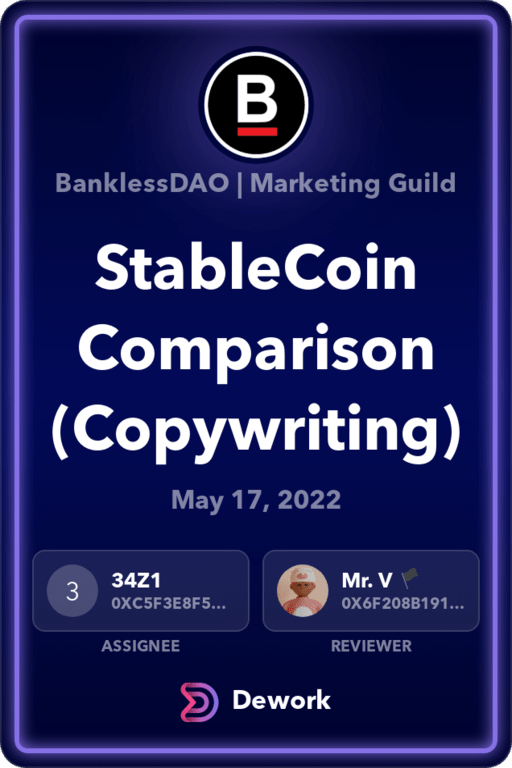 B
BanklessDAO | Marketing Guild
StableCoin
Comparison
(Copywriting)
May 17, 2022
3
34Z1
0XC5F3E8F5...
Mr. V 🏴
0X6F208B191...
ASSIGNEE
REVIEWER
Dework